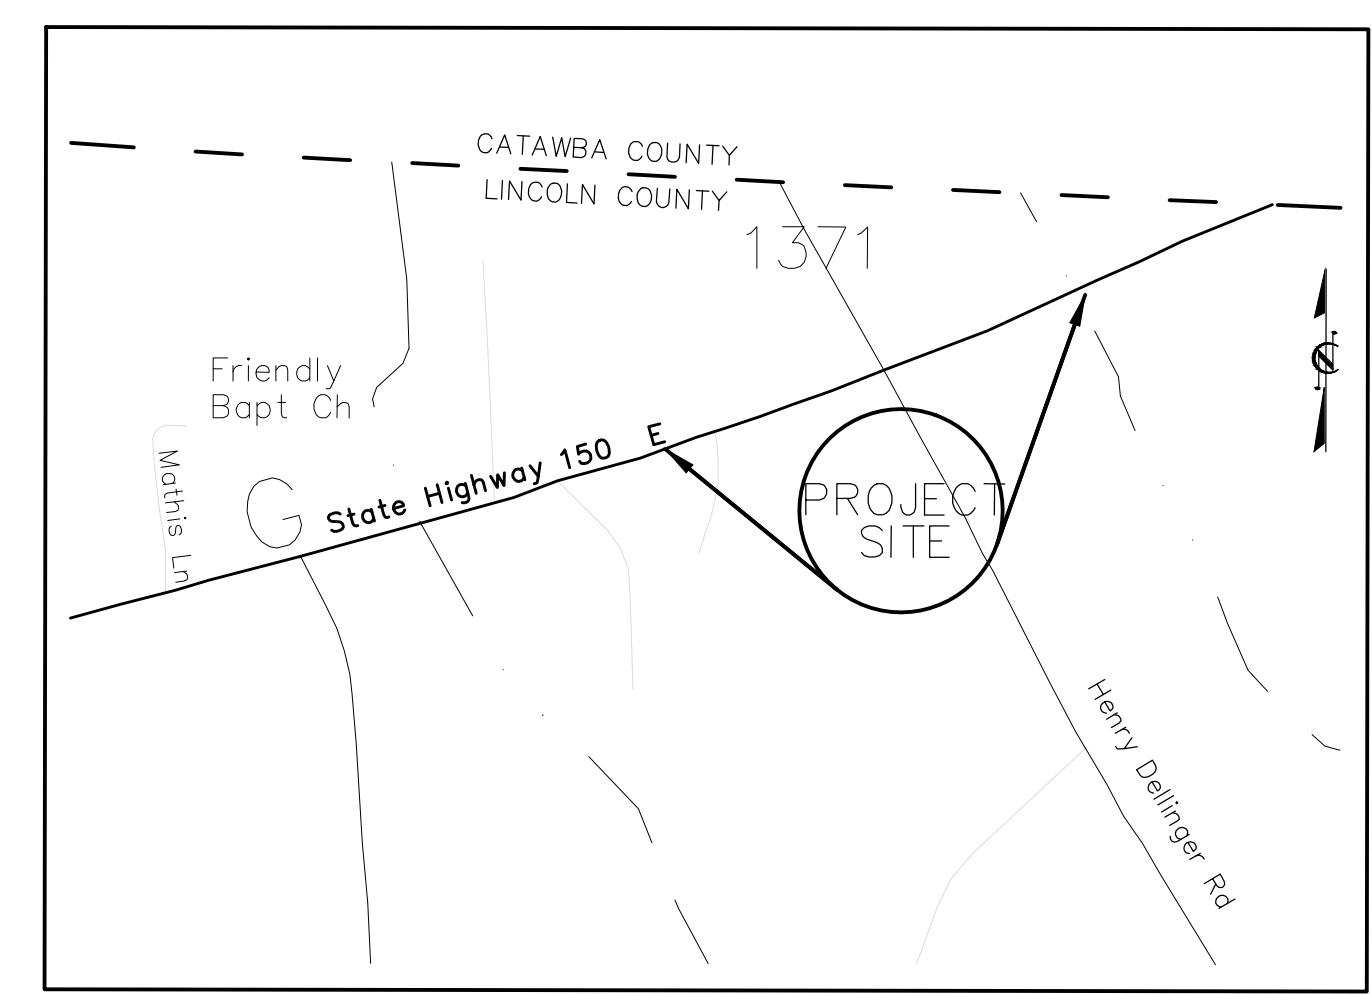 CATAWBA COUNTY
LINCOLN COUNTY
1371
Friendly
Bapt Ch
Mathis Ln
G
State Highway 150 E
PROJECT
SITE
N
Henry Dellinger Rd